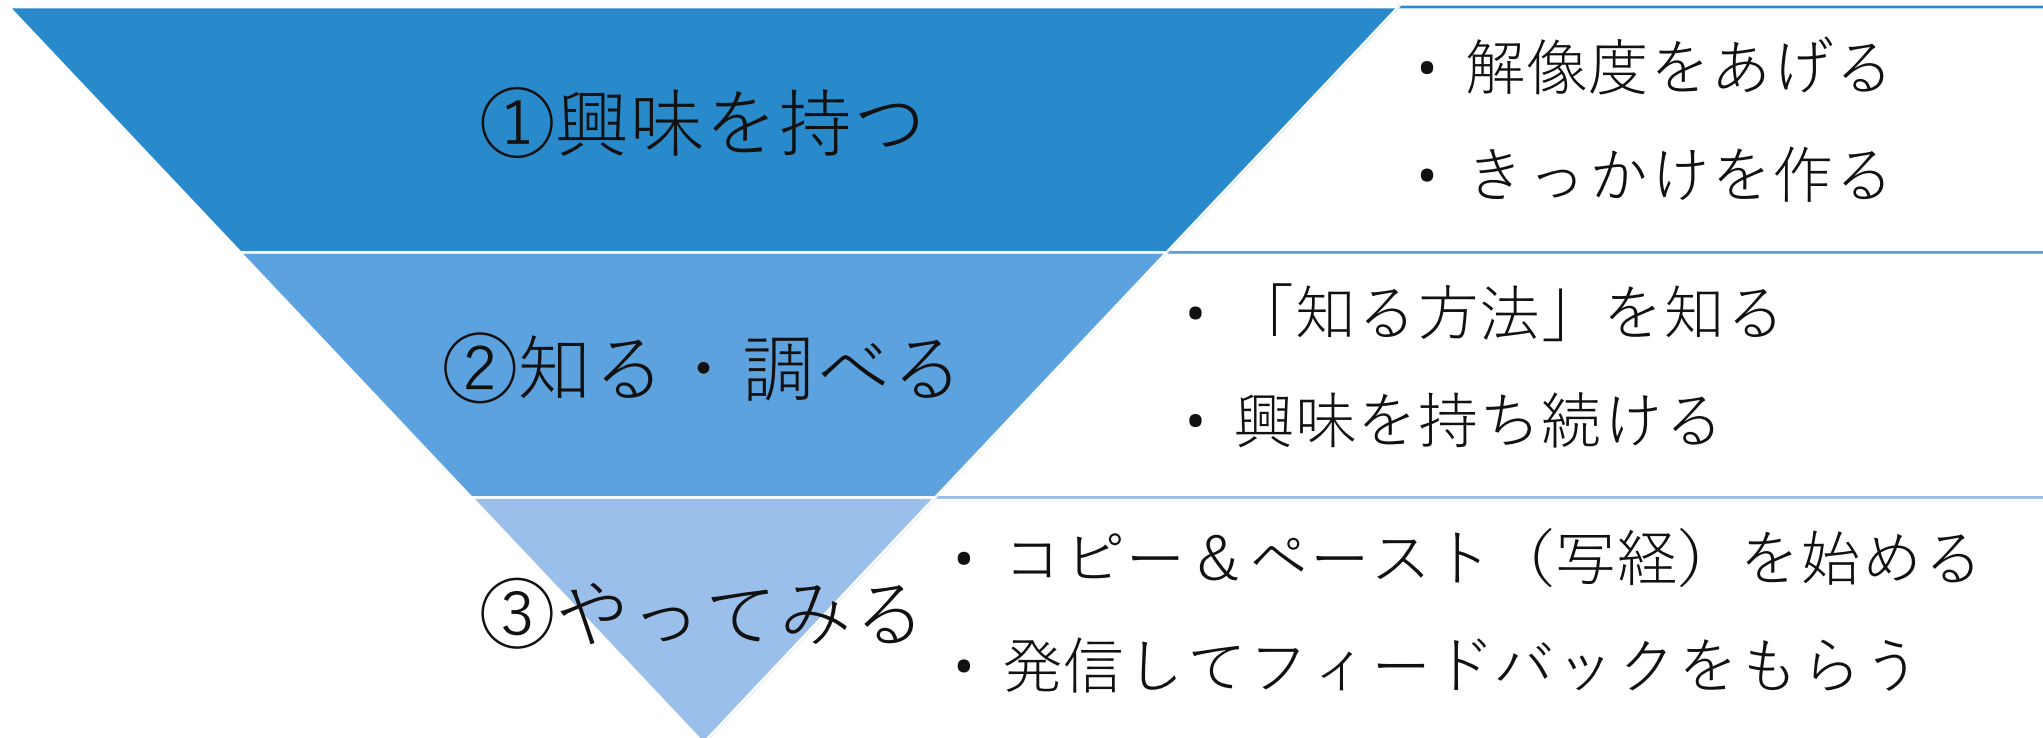 ①興味を持つ
・解像度をあげる
・きっかけを作る
②知る・調べる
・「知る方法」を知る
・興味を持ち続ける
③やってみる
・コピー＆ペースト（写経）を始める
・発信してフィードバックをもらう